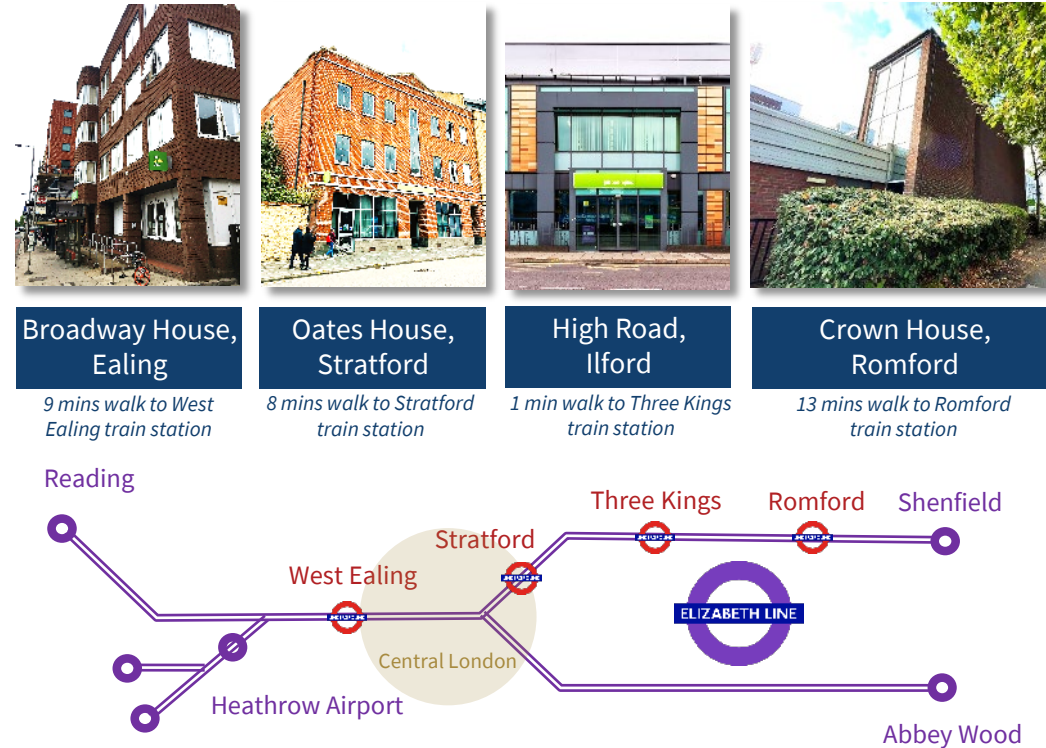 Broadway House,
Ealing
9 mins walk to West
Ealing train station
Oates House,
Stratford
8 mins walk to Stratford
train station
High Road,
Ilford
1 min walk to Three Kings
train station
Crown House,
Romford
13 mins walk to Romford
train station
Reading
Three Kings
Romford
Shenfield
Stratford
West Ealing
ELIZABETH LINE
Central London
Heathrow Airport
Abbey Wood